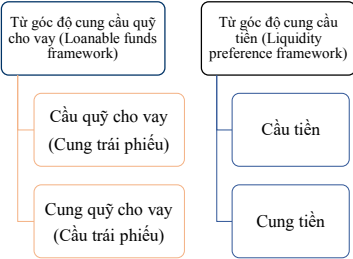 Từ góc độ cung cầu quỹ
cho vay (Loanable funds
framework)
Cầu quỹ cho vay
(Cung trái phiếu)
Cung quỹ cho vay
(Cầu trái phiếu)
Từ góc độ cung cầu
tiền (Liquidity
preference framework)
Cầu tiền
Cung tiền